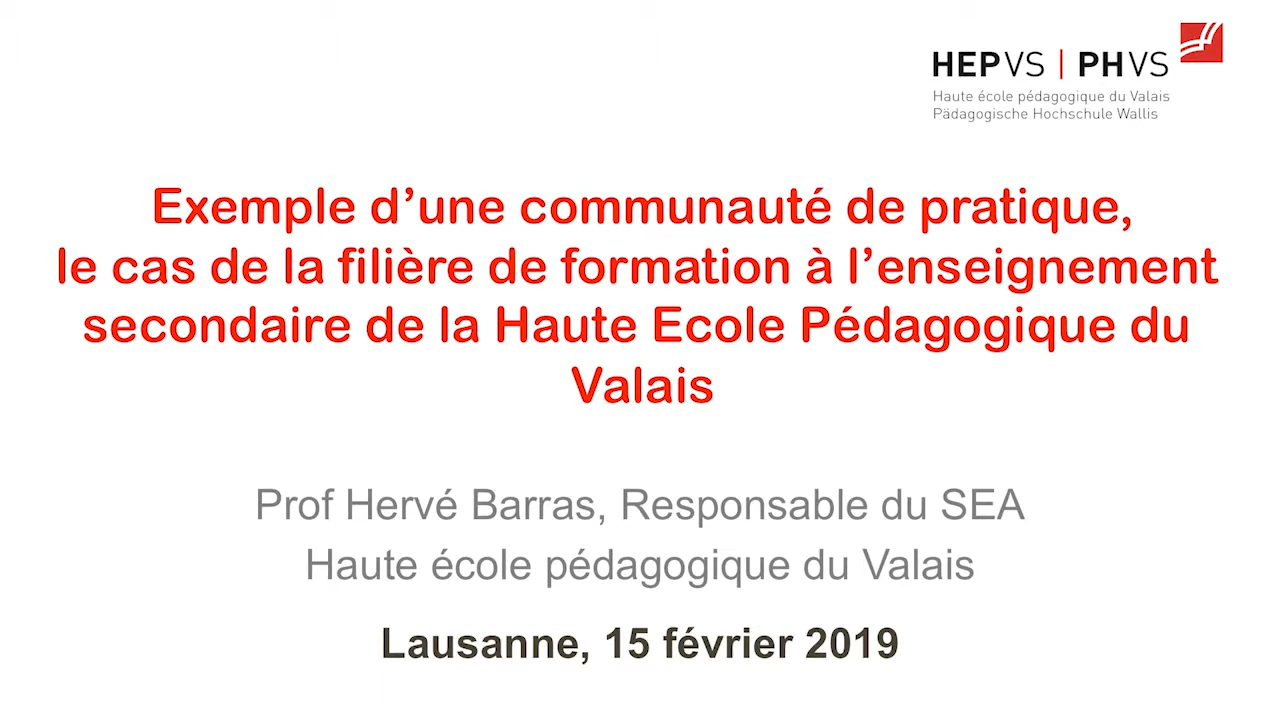 HEPVS | PHVS
Haute école pédagogique du Valais
Pädagogische Hochschule Wallis
Exemple d’une communauté de pratique,
le cas de la filière de formation à l’enseignement
secondaire de la Haute Ecole Pédagogique du
Valais
Prof Hervé Barras, Responsable du SEA
Haute école pédagogique du Valais
Lausanne, 15 février 2019